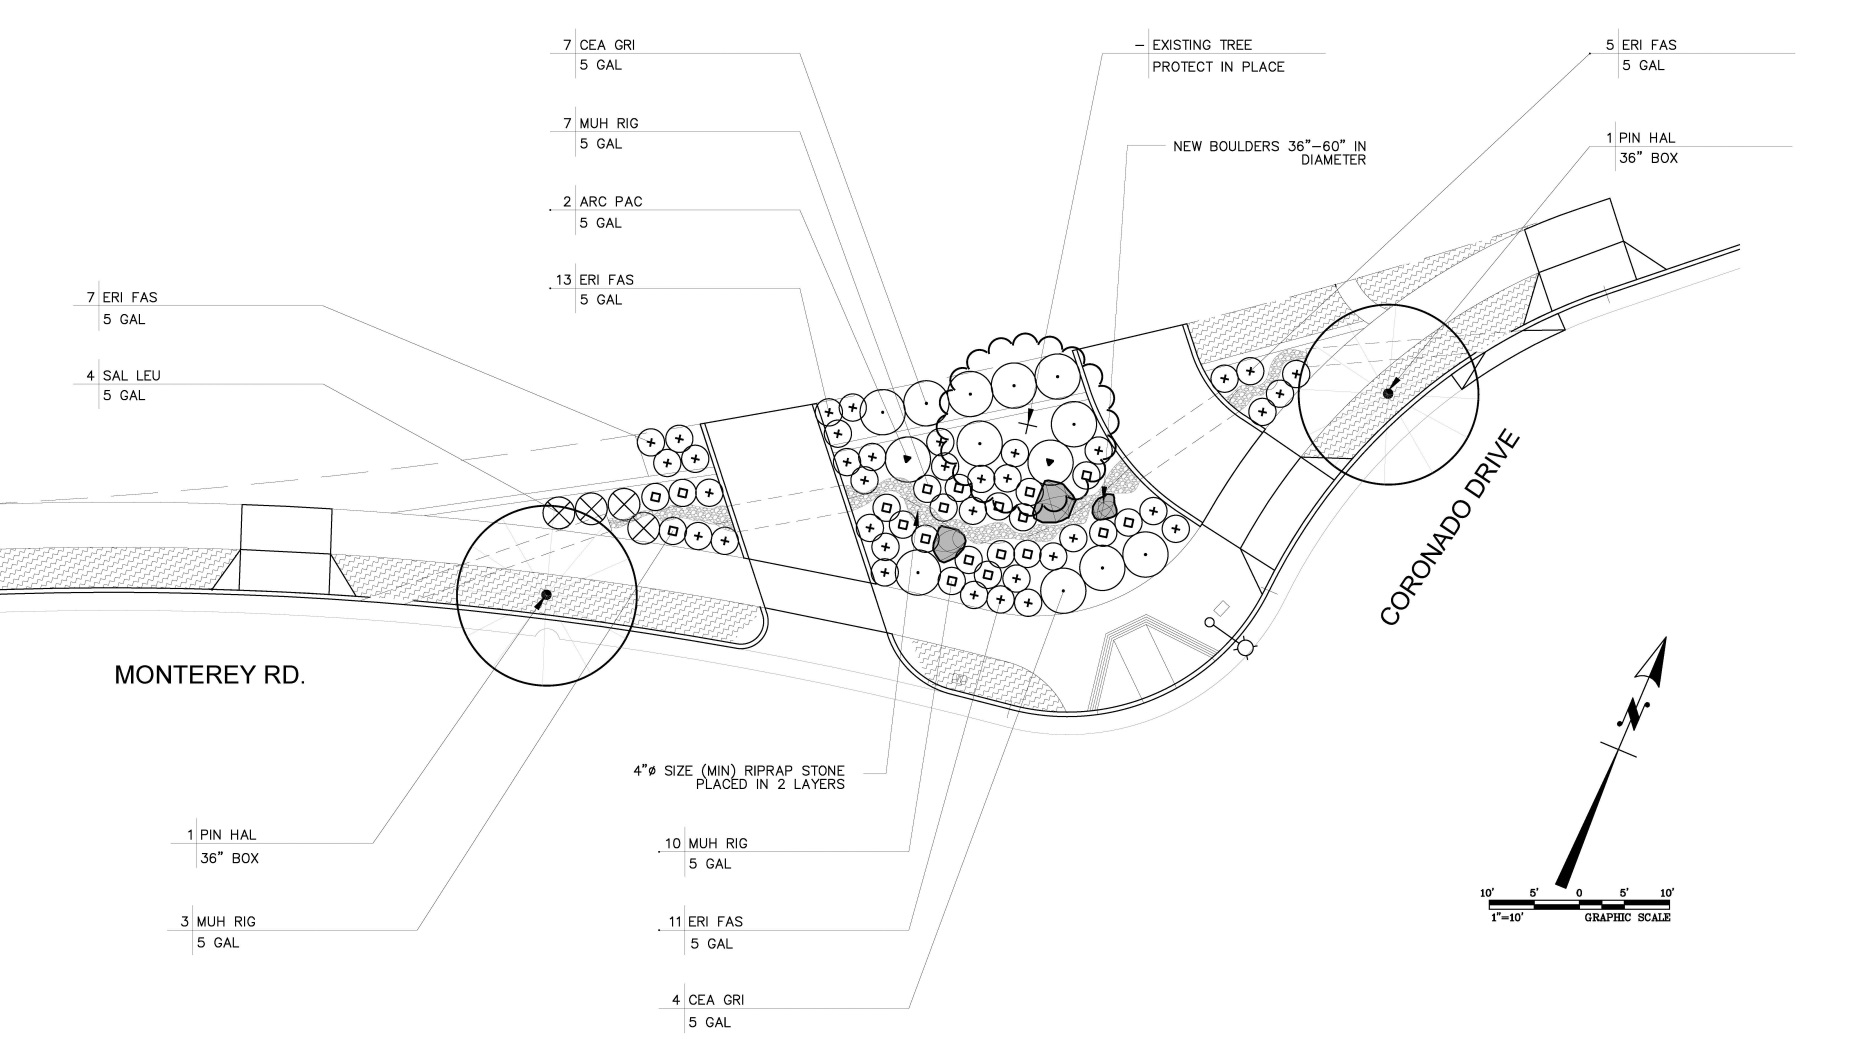 7 CEA GRI
5 GAL
7 MUH RIG
5 GAL
2 ARC PAC
5 GAL
13 ERI FAS
5 GAL
– EXISTING TREE
PROTECT IN PLACE
NEW BOULDERS 36”–60” IN
DIAMETER
5 ERI FAS
5 GAL
1 PIN HAL
36” BOX
7 ERI FAS
5 GAL
4 SAL LEU
5 GAL
MONTEREY RD.
CORONADO DRIVE
1 PIN HAL
36” BOX
3 MUH RIG
5 GAL
4”ø SIZE (MIN) RIPRAP STONE
PLACED IN 2 LAYERS
10 MUH RIG
5 GAL
11 ERI FAS
5 GAL
4 CEA GRI
5 GAL
N
10' 5' 0 5' 10'
1"=10' GRAPHIC SCALE